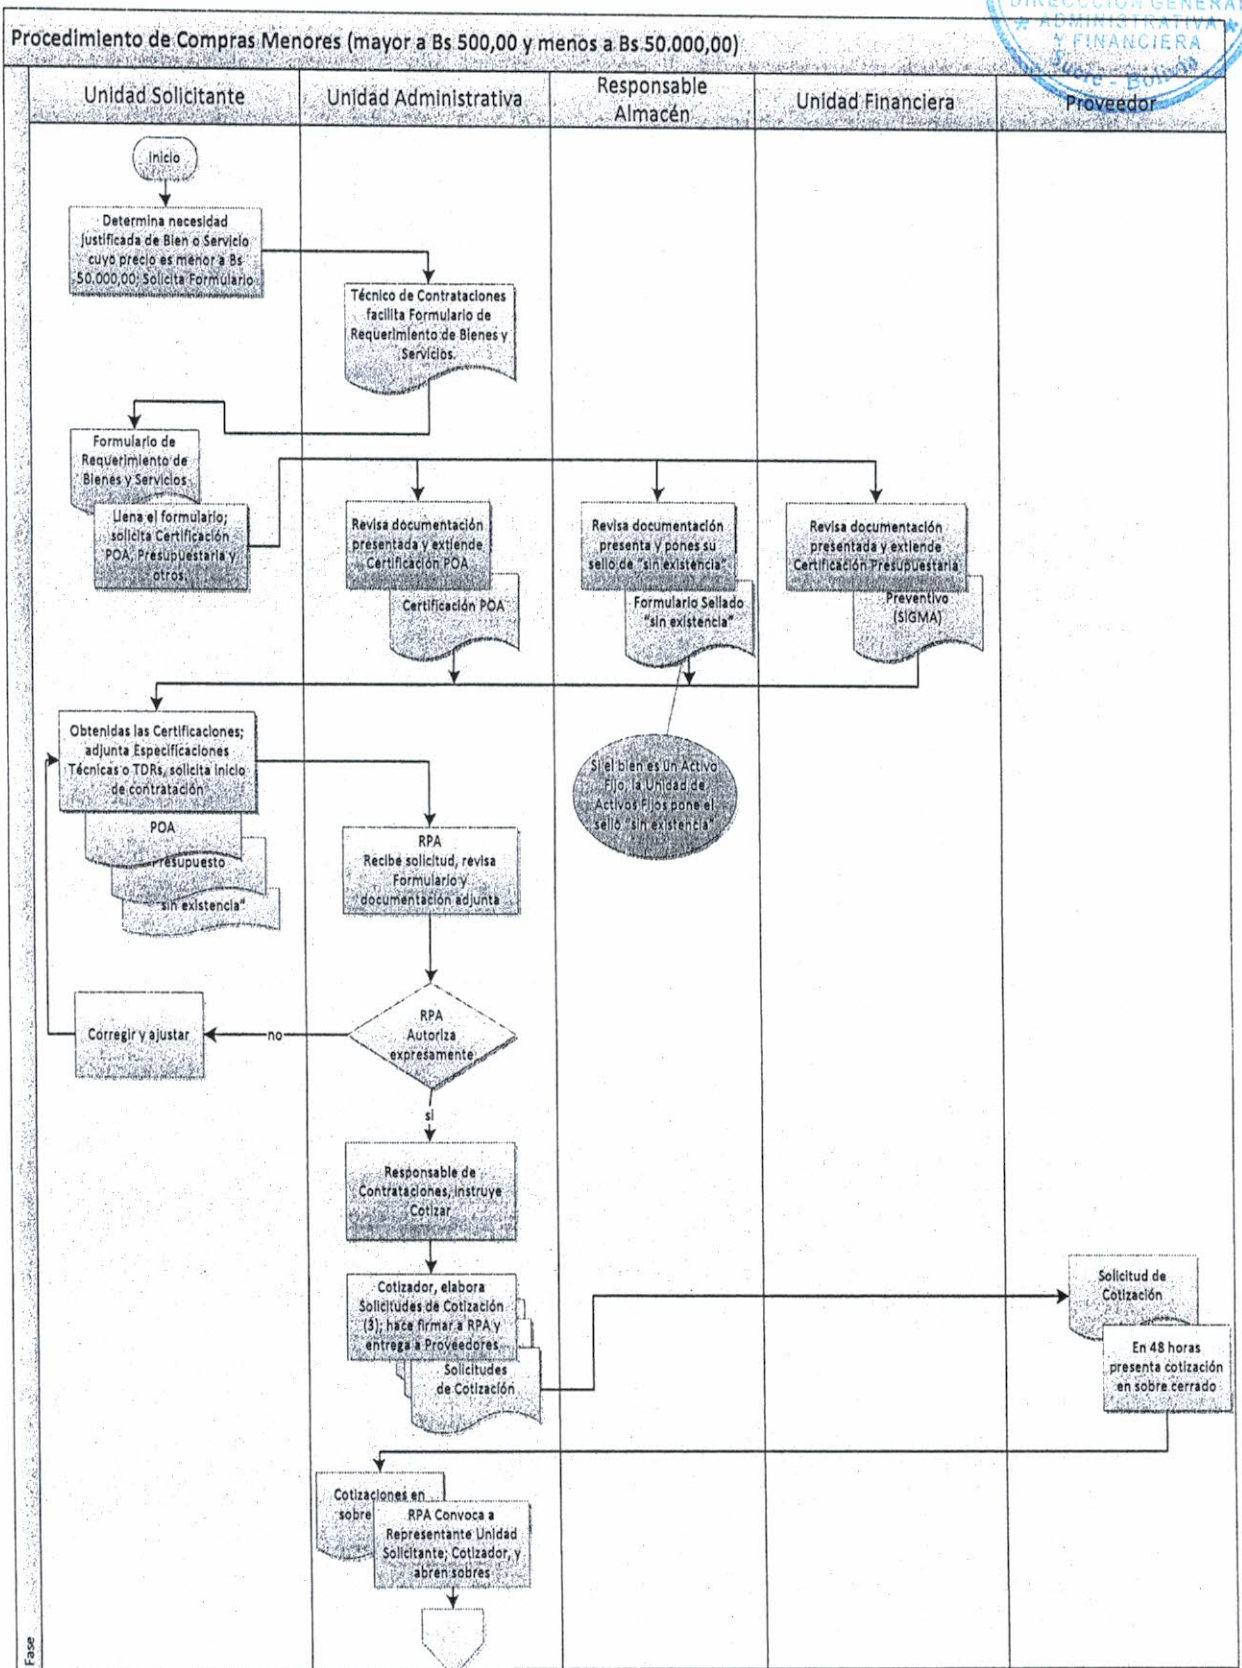 DIRECCCION GENERAL
ADMINISTRATIVA
Y FINANCIERA
Sucre - Bolivia
Procedimiento de Compras Menores (mayor a Bs 500,00 y menos a Bs 50.000,00)
Unidad Solicitante
Unidad Administrativa
Responsable
Almacén
Unidad Financiera
Proveedor
Inicio
Determina necesidad
justificada de Bien o Servicio
cuyo precio es menor a Bs
50.000,00; Solicita Formulario
Técnico de Contrataciones
facilita Formulario de
Requerimiento de Bienes y
Servicios.
Formulario de
Requerimiento de
Bienes y Servicios
Llena el formulario;
solicita Certificación
POA, Presupuestaria y
otros.
Revisa documentación
presentada y extiende
Certificación POA
Certificación POA
Revisa documentación
presenta y pones su
sello de "sin existencia"
Formulario Sellado
"sin existencia"
Revisa documentación
presentada y extiende
Certificación Presupuestaria
Preventivo
(SIGMA)
Obtenidas las Certificaciones;
adjunta Especificaciones
Técnicas o TDRs, solicita inicio
de contratación
POA
Presupuesto
"sin existencia"
Si el bien es un Activo
Fijo, la Unidad de
Activos Fijos pone el
sello "sin existencia"
RPA
Recibe solicitud, revisa
Formulario y
documentación adjunta
RPA
Autoriza
expresamente
no
Corregir y ajustar
si
Responsable de
Contrataciones, instruye
Cotizar
Cotizador, elabora
Solicitudes de Cotización
(3); hace firmar a RPA y
entrega a Proveedores
Solicitudes
de Cotización
Solicitud de
Cotización
En 48 horas
presenta cotización
en sobre cerrado
Cotizaciones en
sobre
RPA Convoca a
Representante Unidad
Solicitante; Cotizador, y
abren sobres
Fase